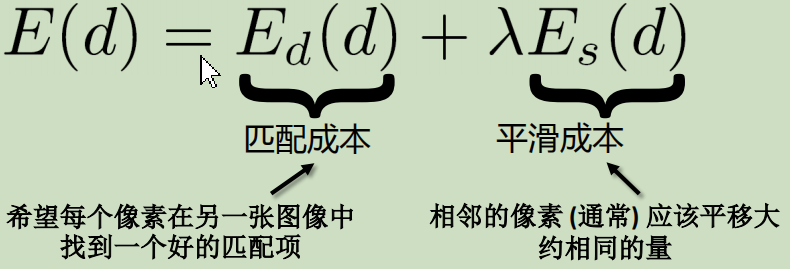 E(d) = E_d(d) + λE_s(d)
匹配成本 平滑成本
希望每个像素在另一张图像中
找到一个好的匹配项
相邻的像素 (通常) 应该平移大
约相同的量